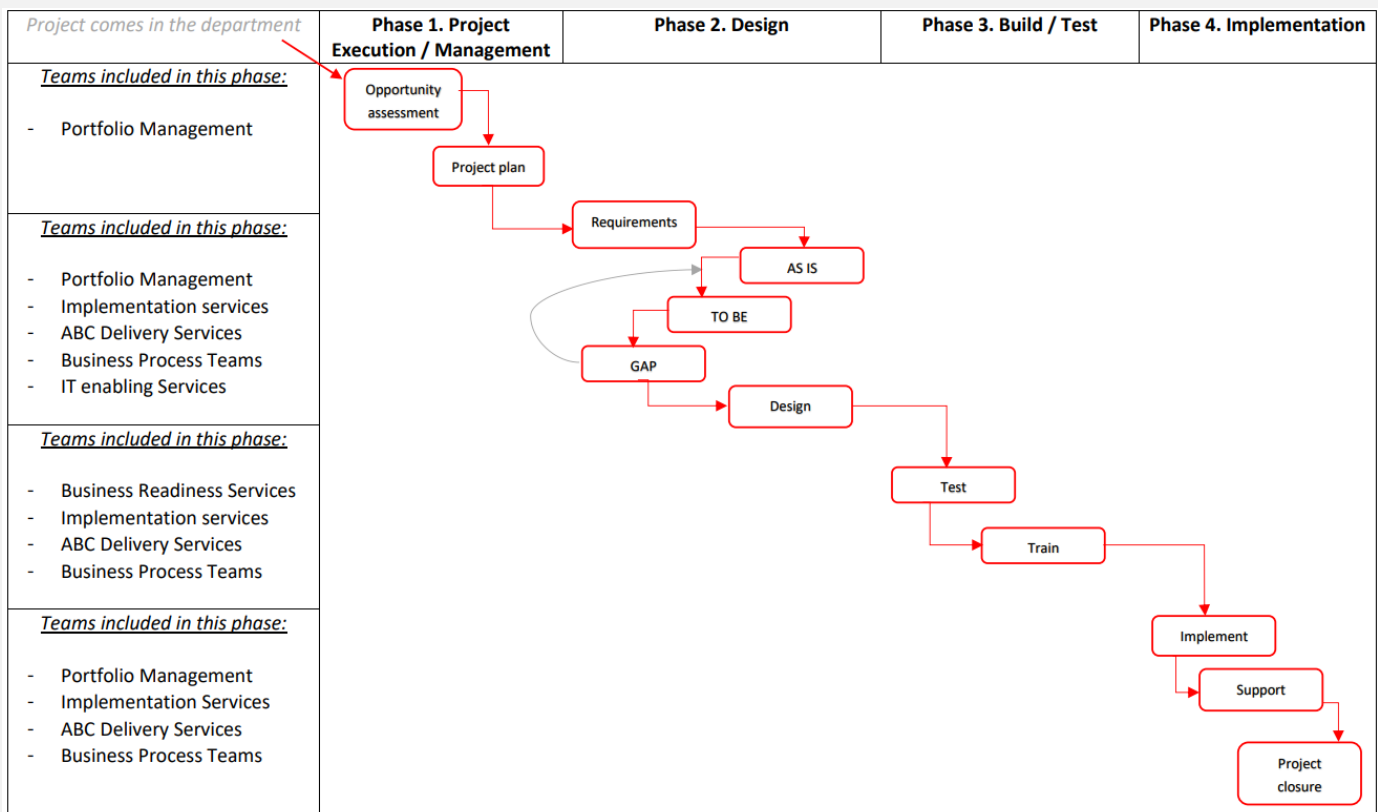 Project comes in the department
Phase 1. Project
Execution / Management
Phase 2. Design
Phase 3. Build / Test
Phase 4. Implementation
Teams included in this phase:
- Portfolio Management
Opportunity
assessment
Project plan
Teams included in this phase:
- Portfolio Management
- Implementation services
- ABC Delivery Services
- Business Process Teams
- IT enabling Services
Requirements
AS IS
TO BE
GAP
Design
Teams included in this phase:
- Business Readiness Services
- Implementation services
- ABC Delivery Services
- Business Process Teams
Test
Train
Teams included in this phase:
- Portfolio Management
- Implementation Services
- ABC Delivery Services
- Business Process Teams
Implement
Support
Project
closure